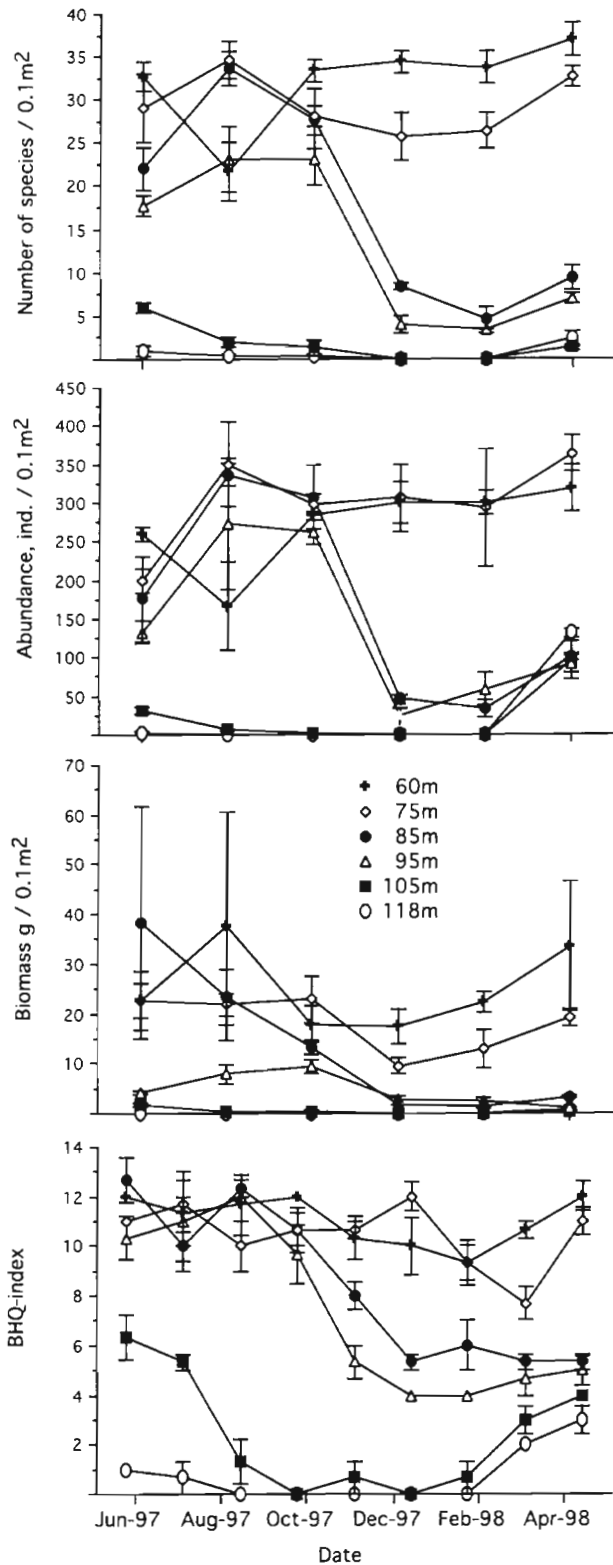 Number of species / 0.1m2
40
35
30
25
20
15
10
5
Abundance, ind. / 0.1m2
450
400
350
300
250
200
150
100
50
Biomass g / 0.1m2
70
60
50
40
30
20
10
60m
75m
85m
95m
105m
118m
BHQ-index
14
12
10
8
6
4
2
Jun-97 Aug-97 Oct-97 Dec-97 Feb-98 Apr-98
Date